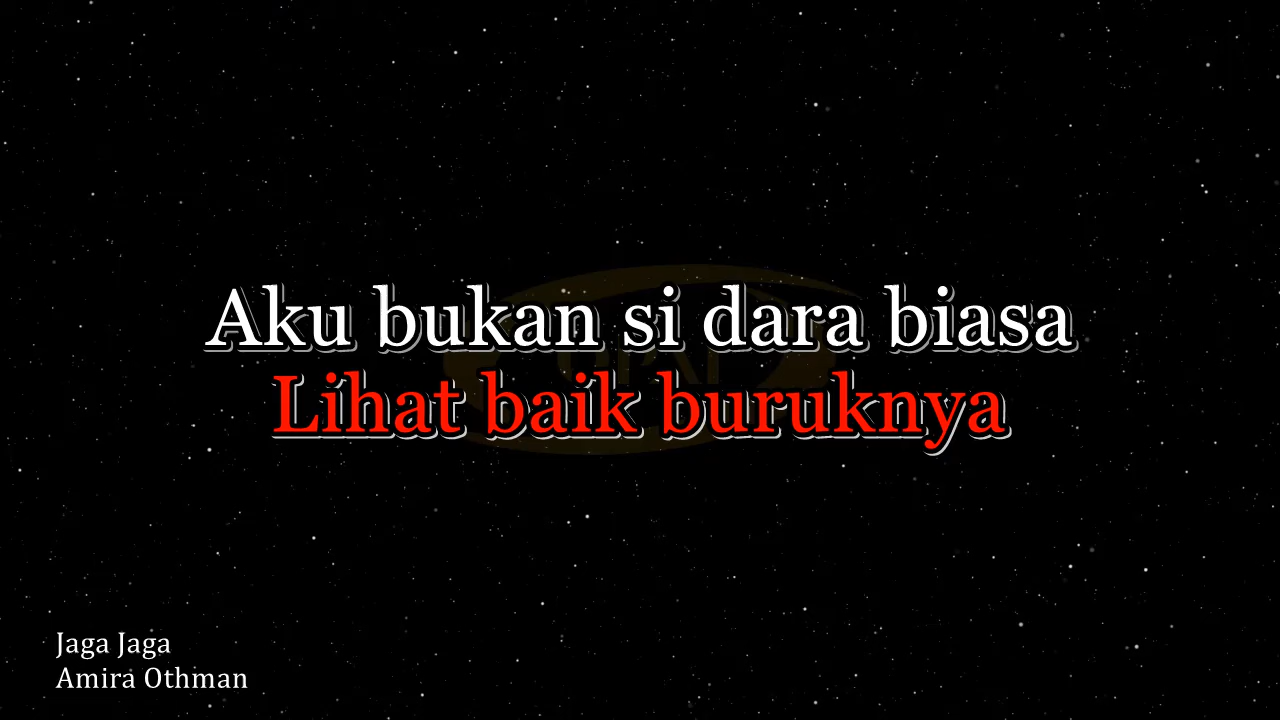 Aku bukan si dara biasa
Lihat baik buruknya
Jaga Jaga
Amira Othman